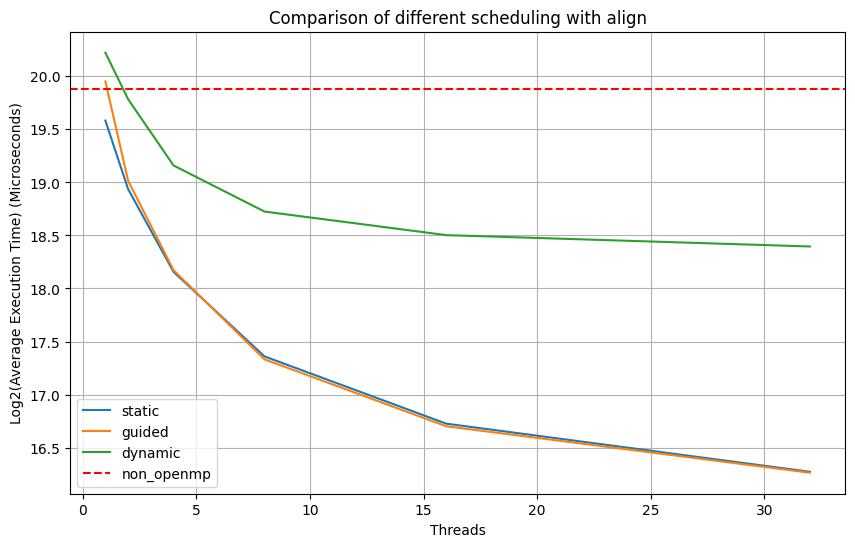 Comparison of different scheduling with align
Log2(Average Execution Time) (Microseconds)
20.0
19.5
19.0
18.5
18.0
17.5
17.0
16.5
static
guided
dynamic
non_openmp
0 5 10 15 20 25 30
Threads